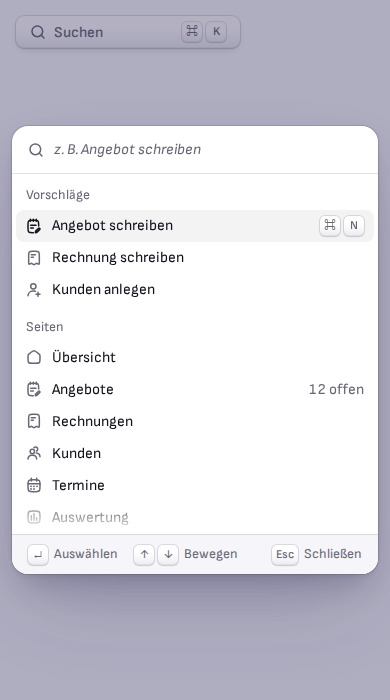 Suchen ⌘ K
z. B. Angebot schreiben
Vorschläge
Angebot schreiben ⌘ N
Rechnung schreiben
Kunden anlegen
Seiten
Übersicht
Angebote 12 offen
Rechnungen
Kunden
Termine
Auswertung
↵ Auswählen ↑ ↓ Bewegen Esc Schließen